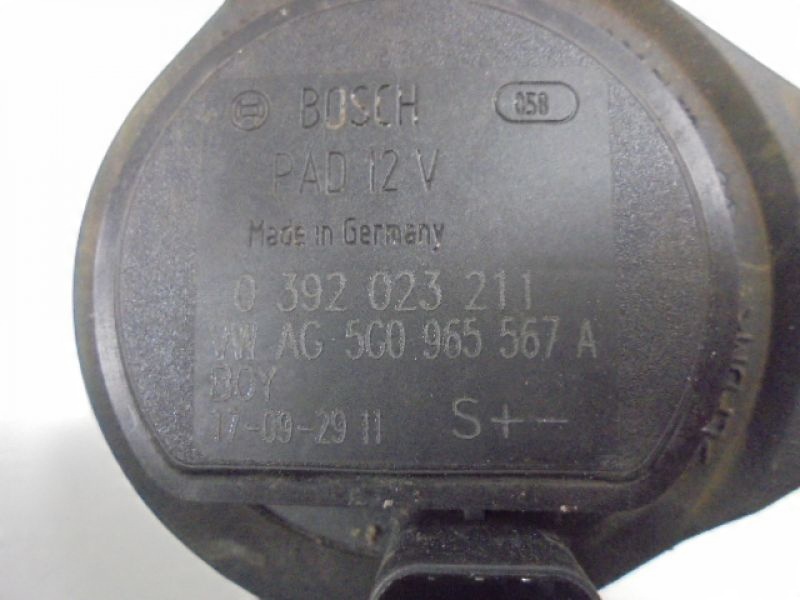 BOSCH 058
PAD 12 V
Made in Germany
0 392 023 211
VW AG 5G0 965 567 A
BOY
17-09-29 11 S+-